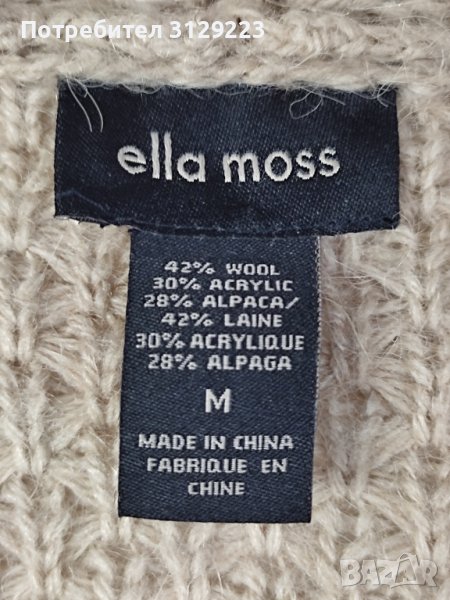 Потребител 3129223
ella moss
42% WOOL
30% ACRYLIC
28% ALPACA/
42% LAINE
30% ACRYLIQUE
28% ALPAGA
M
MADE IN CHINA
FABRIQUE EN
CHINE
BAZAR